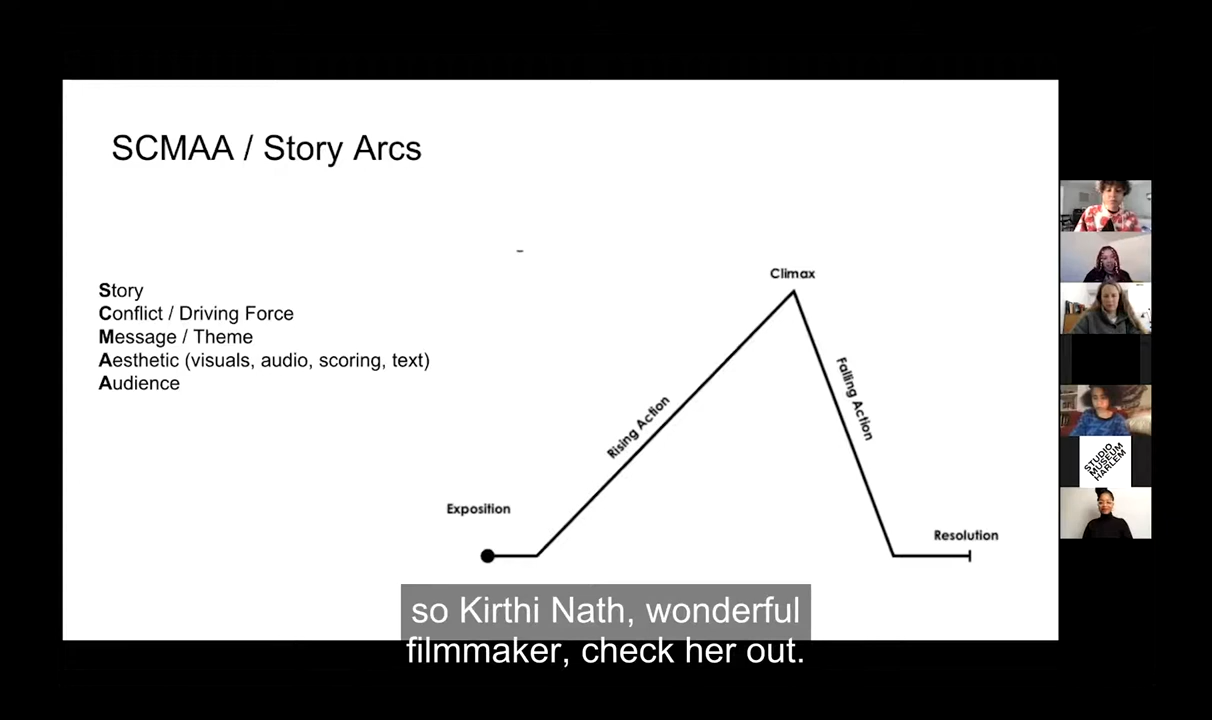 SCMAA / Story Arcs
Story
Conflict / Driving Force
Message / Theme
Aesthetic (visuals, audio, scoring, text)
Audience
Climax
Rising Action
Falling Action
Exposition
Resolution
STUDIO
MUSEUM
HARLEM
so Kirthi Nath, wonderful
filmmaker, check her out.